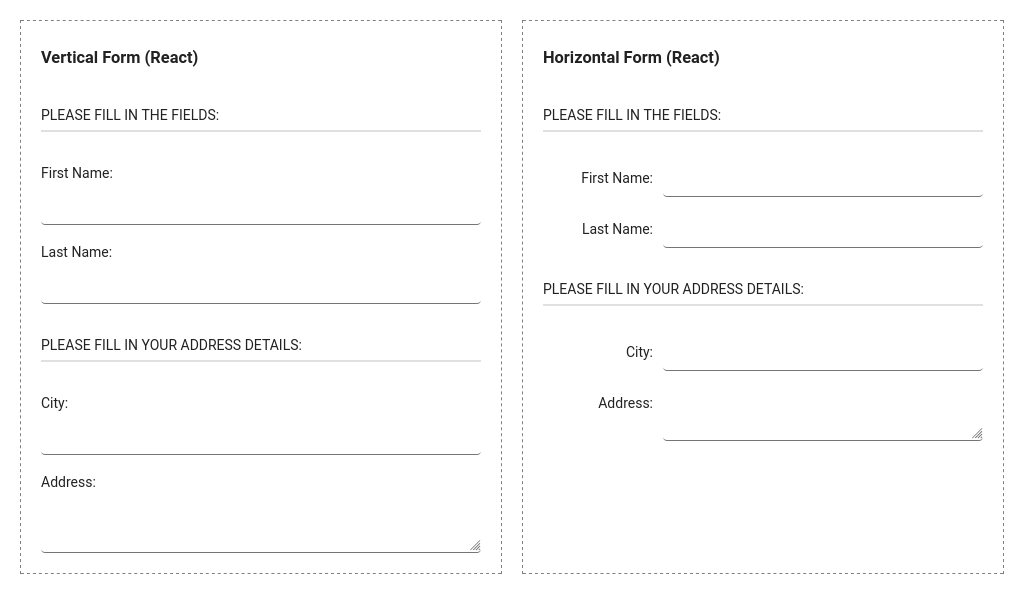 Vertical Form (React)
PLEASE FILL IN THE FIELDS:
First Name:
Last Name:
PLEASE FILL IN YOUR ADDRESS DETAILS:
City:
Address:
Horizontal Form (React)
PLEASE FILL IN THE FIELDS:
First Name:
Last Name:
PLEASE FILL IN YOUR ADDRESS DETAILS:
City:
Address: